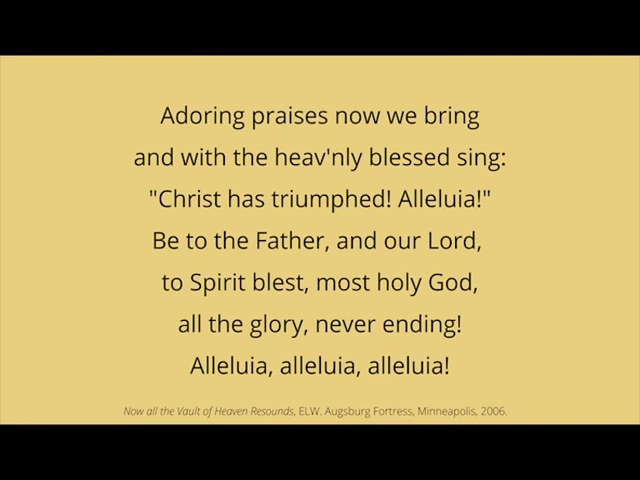 Adoring praises now we bring
and with the heav'nly blessed sing:
"Christ has triumphed! Alleluia!"
Be to the Father, and our Lord,
to Spirit blest, most holy God,
all the glory, never ending!
Alleluia, alleluia, alleluia!
Now all the Vault of Heaven Resounds, ELW. Augsburg Fortress, Minneapolis, 2006.